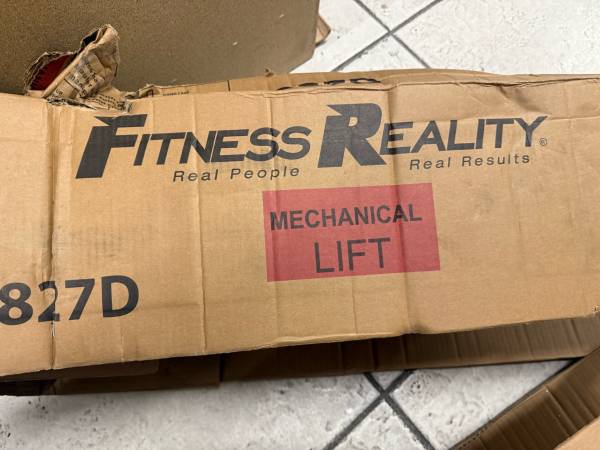 FITNESS REALITY®
Real People Real Results
MECHANICAL
LIFT
827D